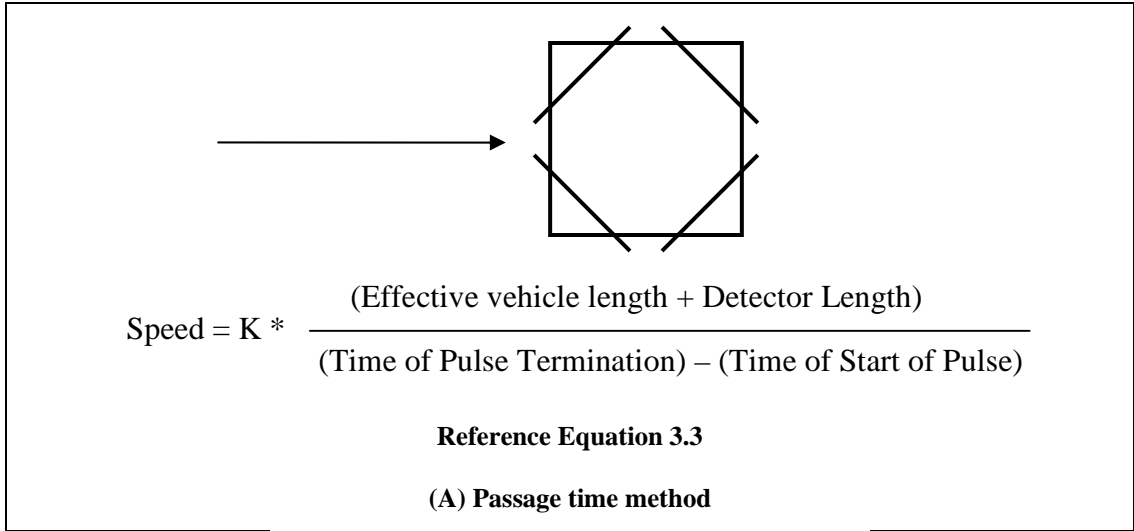 (Effective vehicle length + Detector Length)
Speed = K *
(Time of Pulse Termination) – (Time of Start of Pulse)
Reference Equation 3.3
(A) Passage time method